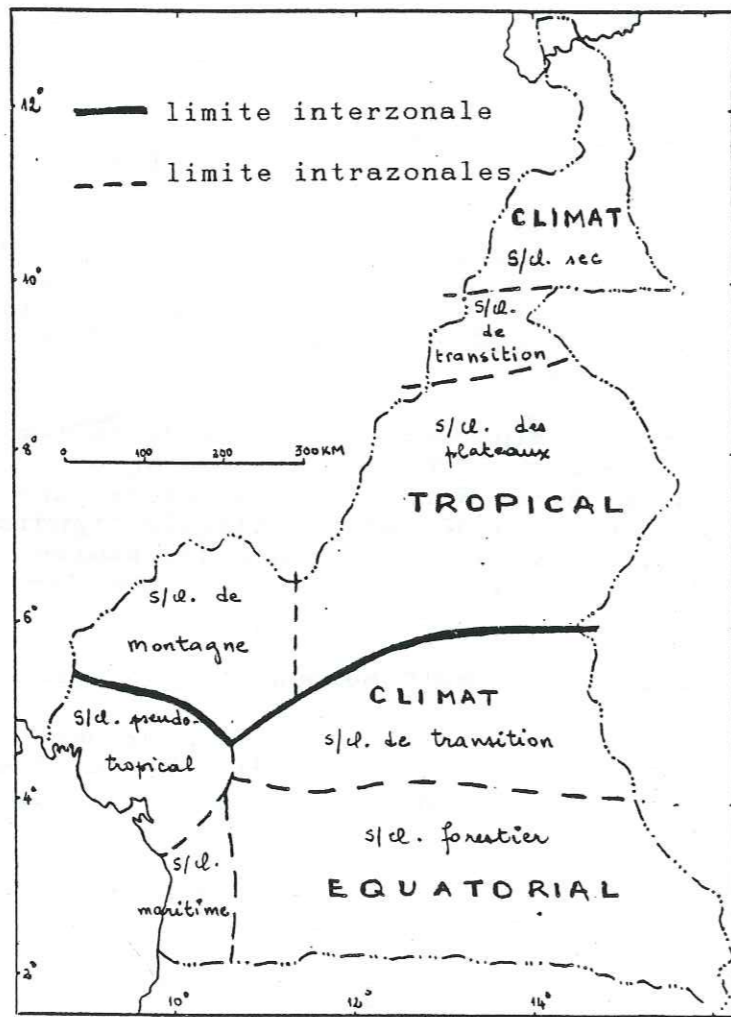 12°
limite interzonale
limite intrazonales
CLIMAT
S/cl. sec
10°
S/cl.
de
transition
8°
0 100 200 300KM
S/cl. des
plateaux
TROPICAL
6°
S/cl. de
montagne
CLIMAT
S/cl. de transition
S/cl. pseudo-
tropical
4°
S/cl. forestier
EQUATORIAL
S/cl.
maritime
2°
10° 12° 14°